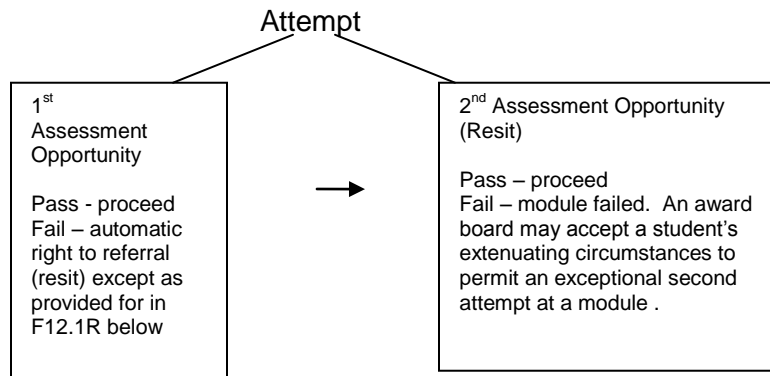 Attempt
1st
Assessment
Opportunity
Pass - proceed
Fail – automatic
right to referral
(resit) except as
provided for in
F12.1R below
2nd Assessment Opportunity
(Resit)
Pass – proceed
Fail – module failed.  An award
board may accept a student’s
extenuating circumstances to
permit an exceptional second
attempt at a module .